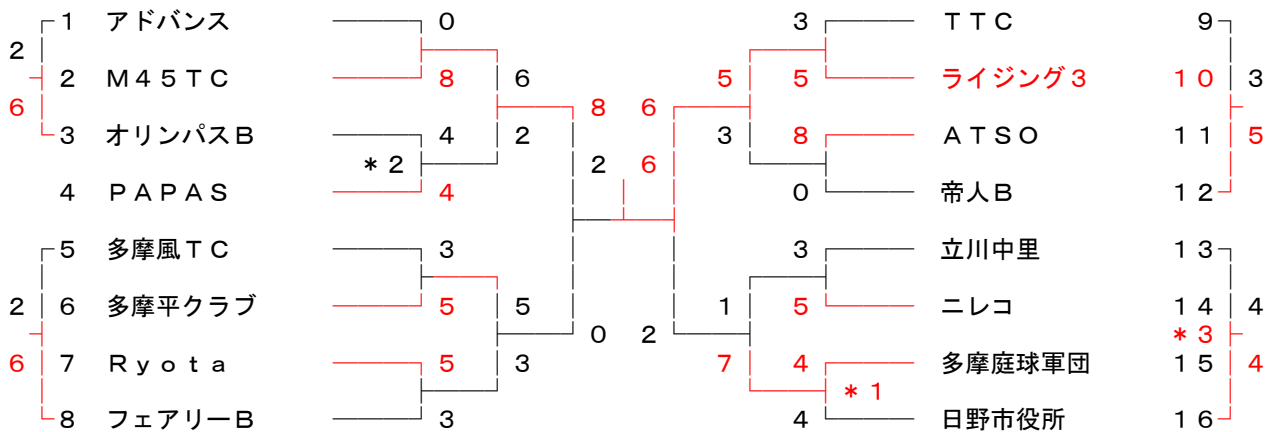 1 アドバンス 0 3 TTC 9
2 3
2 M45TC 8 6 5 5 ライジング3 10
6 8 6 5
3 オリンパスB 4 2 3 8 ATSO 11
*2 2 6
4 PAPAS 4 0 帝人B 12
5 多摩風TC 3 3 立川中里 13
2 6 多摩平クラブ 5 5 1 5 ニレコ 14 4
0 2 *3
6 7 Ryota 5 3 7 4 多摩庭球軍団 15 4
*1
8 フェアリーB 3 4 日野市役所 16